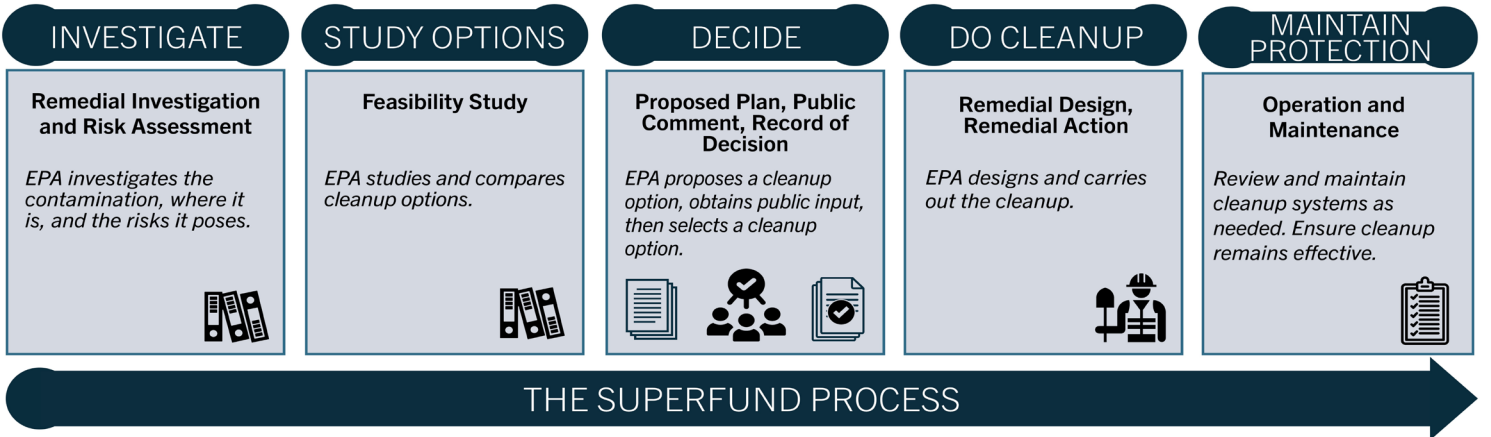 INVESTIGATE
Remedial Investigation
and Risk Assessment
EPA investigates the
contamination, where it
is, and the risks it poses.
STUDY OPTIONS
Feasibility Study
EPA studies and compares
cleanup options.
DECIDE
Proposed Plan, Public
Comment, Record of
Decision
EPA proposes a cleanup
option, obtains public input,
then selects a cleanup
option.
DO CLEANUP
Remedial Design,
Remedial Action
EPA designs and carries
out the cleanup.
MAINTAIN
PROTECTION
Operation and
Maintenance
Review and maintain
cleanup systems as
needed. Ensure cleanup
remains effective.
THE SUPERFUND PROCESS